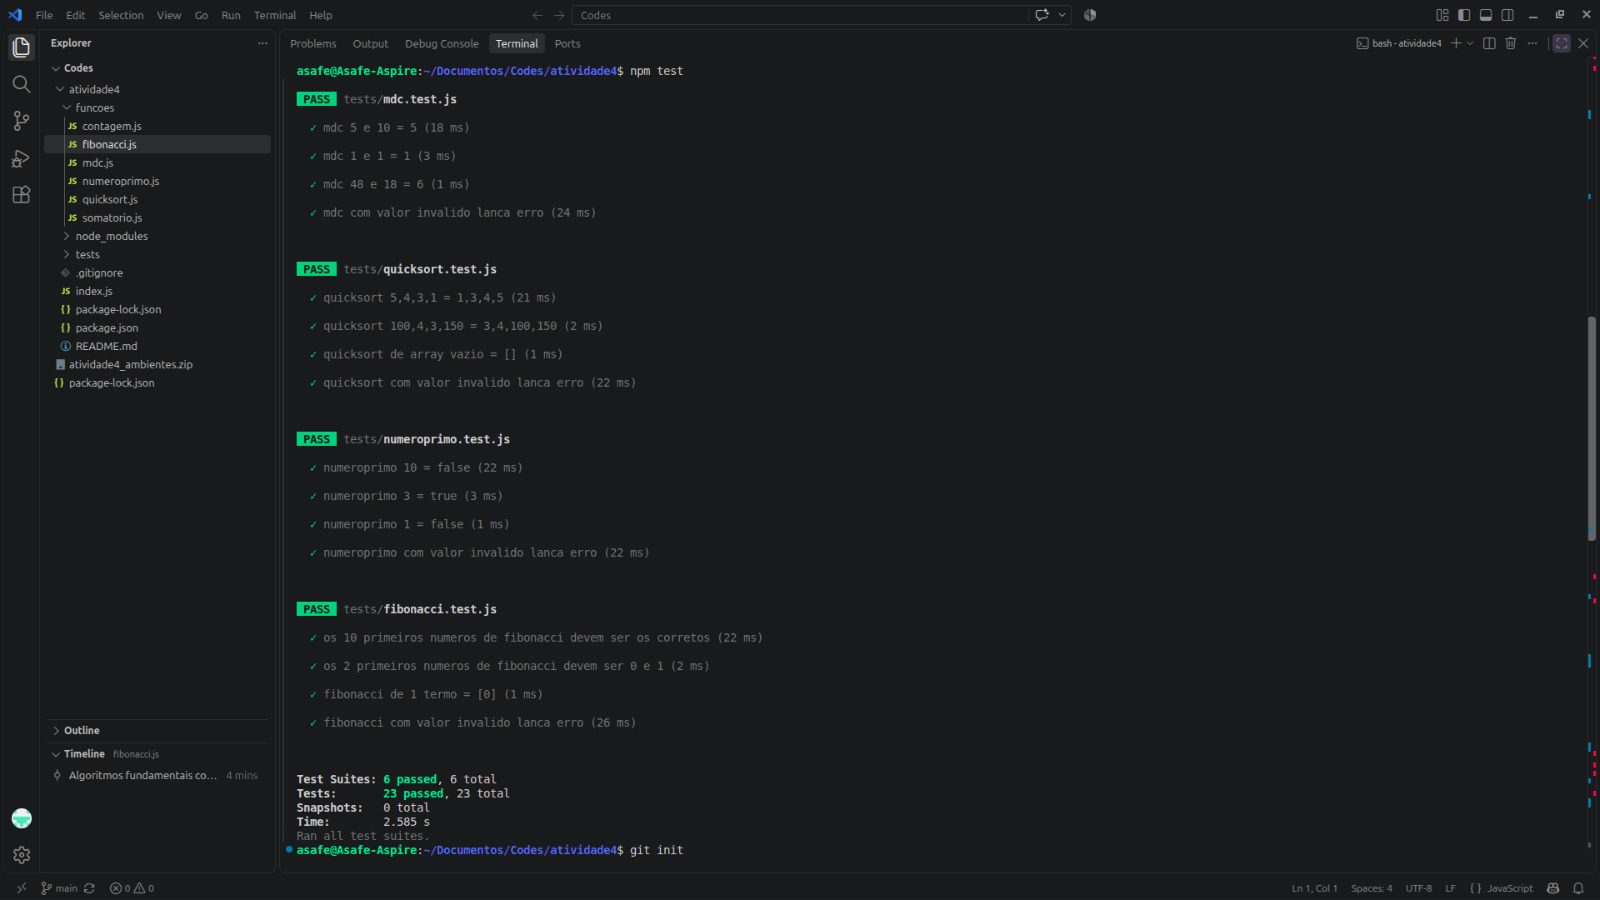 File Edit Selection View Go Run Terminal Help
Codes
Explorer
Codes
atividade4
funcoes
JS contagem.js
JS fibonacci.js
JS mdc.js
JS numeroprimo.js
JS quicksort.js
JS somatorio.js
node_modules
tests
.gitignore
JS index.js
{} package-lock.json
{} package.json
README.md
atividade4_ambientes.zip
{} package-lock.json
Outline
Timeline fibonacci.js
Algoritmos fundamentais co... 4 mins
Problems Output Debug Console Terminal Ports
bash - atividade4
asafe@Asafe-Aspire:~/Documentos/Codes/atividade4$ npm test
PASS tests/mdc.test.js
✓ mdc 5 e 10 = 5 (18 ms)
✓ mdc 1 e 1 = 1 (3 ms)
✓ mdc 48 e 18 = 6 (1 ms)
✓ mdc com valor invalido lanca erro (24 ms)
PASS tests/quicksort.test.js
✓ quicksort 5,4,3,1 = 1,3,4,5 (21 ms)
✓ quicksort 100,4,3,150 = 3,4,100,150 (2 ms)
✓ quicksort de array vazio = [] (1 ms)
✓ quicksort com valor invalido lanca erro (22 ms)
PASS tests/numeroprimo.test.js
✓ numeroprimo 10 = false (22 ms)
✓ numeroprimo 3 = true (3 ms)
✓ numeroprimo 1 = false (1 ms)
✓ numeroprimo com valor invalido lanca erro (22 ms)
PASS tests/fibonacci.test.js
✓ os 10 primeiros numeros de fibonacci devem ser os corretos (22 ms)
✓ os 2 primeiros numeros de fibonacci devem ser 0 e 1 (2 ms)
✓ fibonacci de 1 termo = [0] (1 ms)
✓ fibonacci com valor invalido lanca erro (26 ms)
Test Suites: 6 passed, 6 total
Tests: 23 passed, 23 total
Snapshots: 0 total
Time: 2.585 s
Ran all test suites.
asafe@Asafe-Aspire:~/Documentos/Codes/atividade4$ git init
main 0 0
Ln 1, Col 1 Spaces: 4 UTF-8 LF {} JavaScript